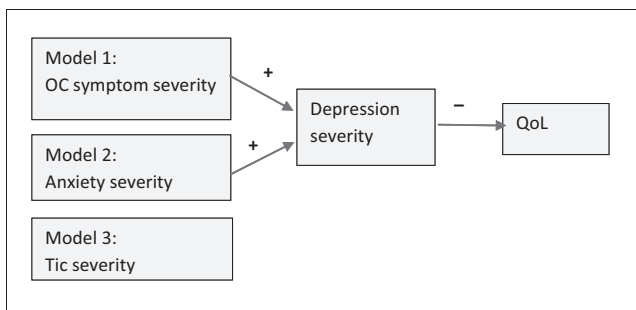 Model 1:
OC symptom severity
+
Model 2:
Anxiety severity
+
Model 3:
Tic severity
Depression
severity
–
QoL